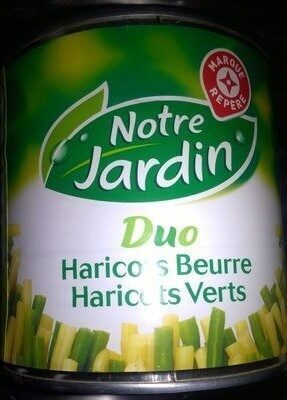 MARQUE
REPÈRE
Notre
Jardin
Duo
Haricots Beurre
Haricots Verts